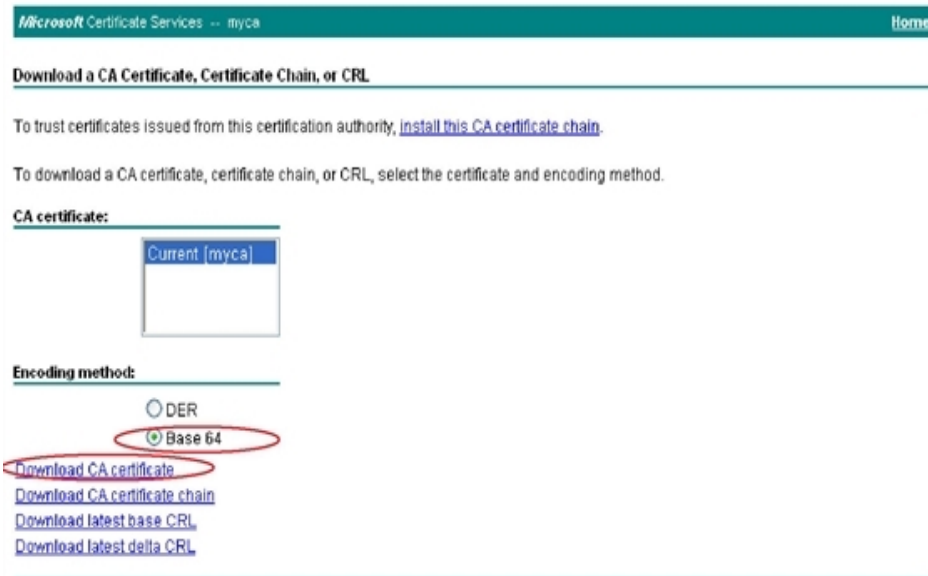 Microsoft Certificate Services -- myca Home
Download a CA Certificate, Certificate Chain, or CRL
To trust certificates issued from this certification authority, install this CA certificate chain.
To download a CA certificate, certificate chain, or CRL, select the certificate and encoding method.
CA certificate:
Current [myca]
Encoding method:
DER
Base 64
Download CA certificate
Download CA certificate chain
Download latest base CRL
Download latest delta CRL